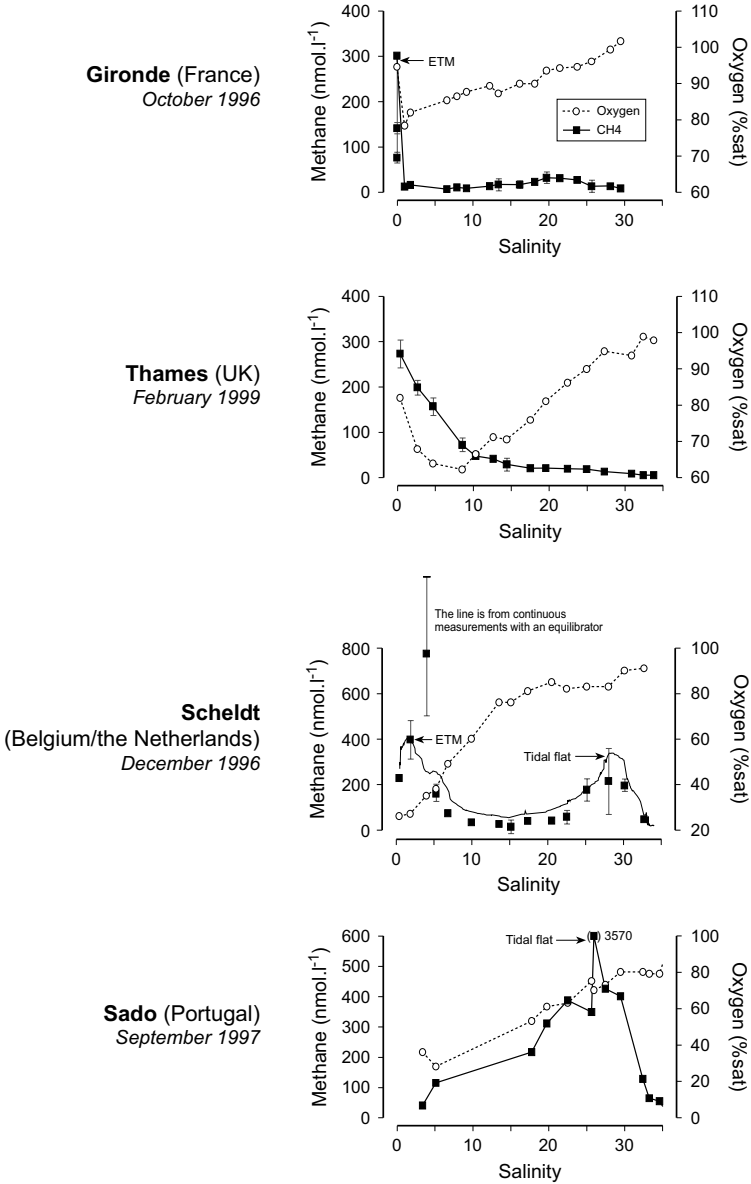 Gironde (France)
October 1996
Methane (nmol.l-1)
400
300
200
100
0
ETM
Oxygen
CH4
110
100
90
80
70
60
Oxygen (%sat)
0 10 20 30
Salinity
Thames (UK)
February 1999
Methane (nmol.l-1)
400
300
200
100
0
110
100
90
80
70
60
Oxygen (%sat)
0 10 20 30
Salinity
Scheldt
(Belgium/the Netherlands)
December 1996
The line is from continuous
measurements with an equilibrator
Methane (nmol.l-1)
800
600
400
200
0
ETM
Tidal flat
100
80
60
40
20
Oxygen (%sat)
0 10 20 30
Salinity
Sado (Portugal)
September 1997
Methane (nmol.l-1)
600
500
400
300
200
100
0
Tidal flat
( ) 3570
100
80
60
40
20
0
Oxygen (%sat)
0 10 20 30
Salinity